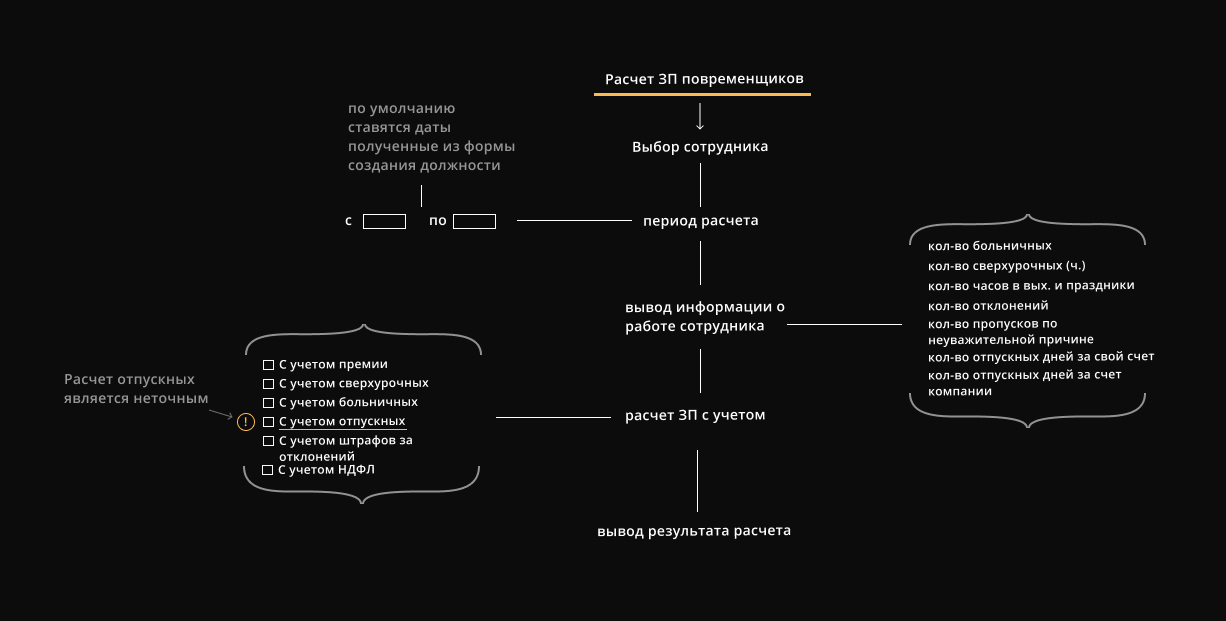 Расчет ЗП повременщиков
по умолчанию
ставятся даты
полученные из формы
создания должности
Выбор сотрудника
с по
период расчета
кол-во больничных
кол-во сверхурочных (ч.)
кол-во часов в вых. и праздники
кол-во отклонений
кол-во пропусков по
неуважительной причине
кол-во отпускных дней за свой счет
кол-во отпускных дней за счет
компании
вывод информации о
работе сотрудника
Расчет отпускных
является неточным
!
С учетом премии
С учетом сверхурочных
С учетом больничных
С учетом отпускных
С учетом штрафов за
отклонений
С учетом НДФЛ
расчет ЗП с учетом
вывод результата расчета